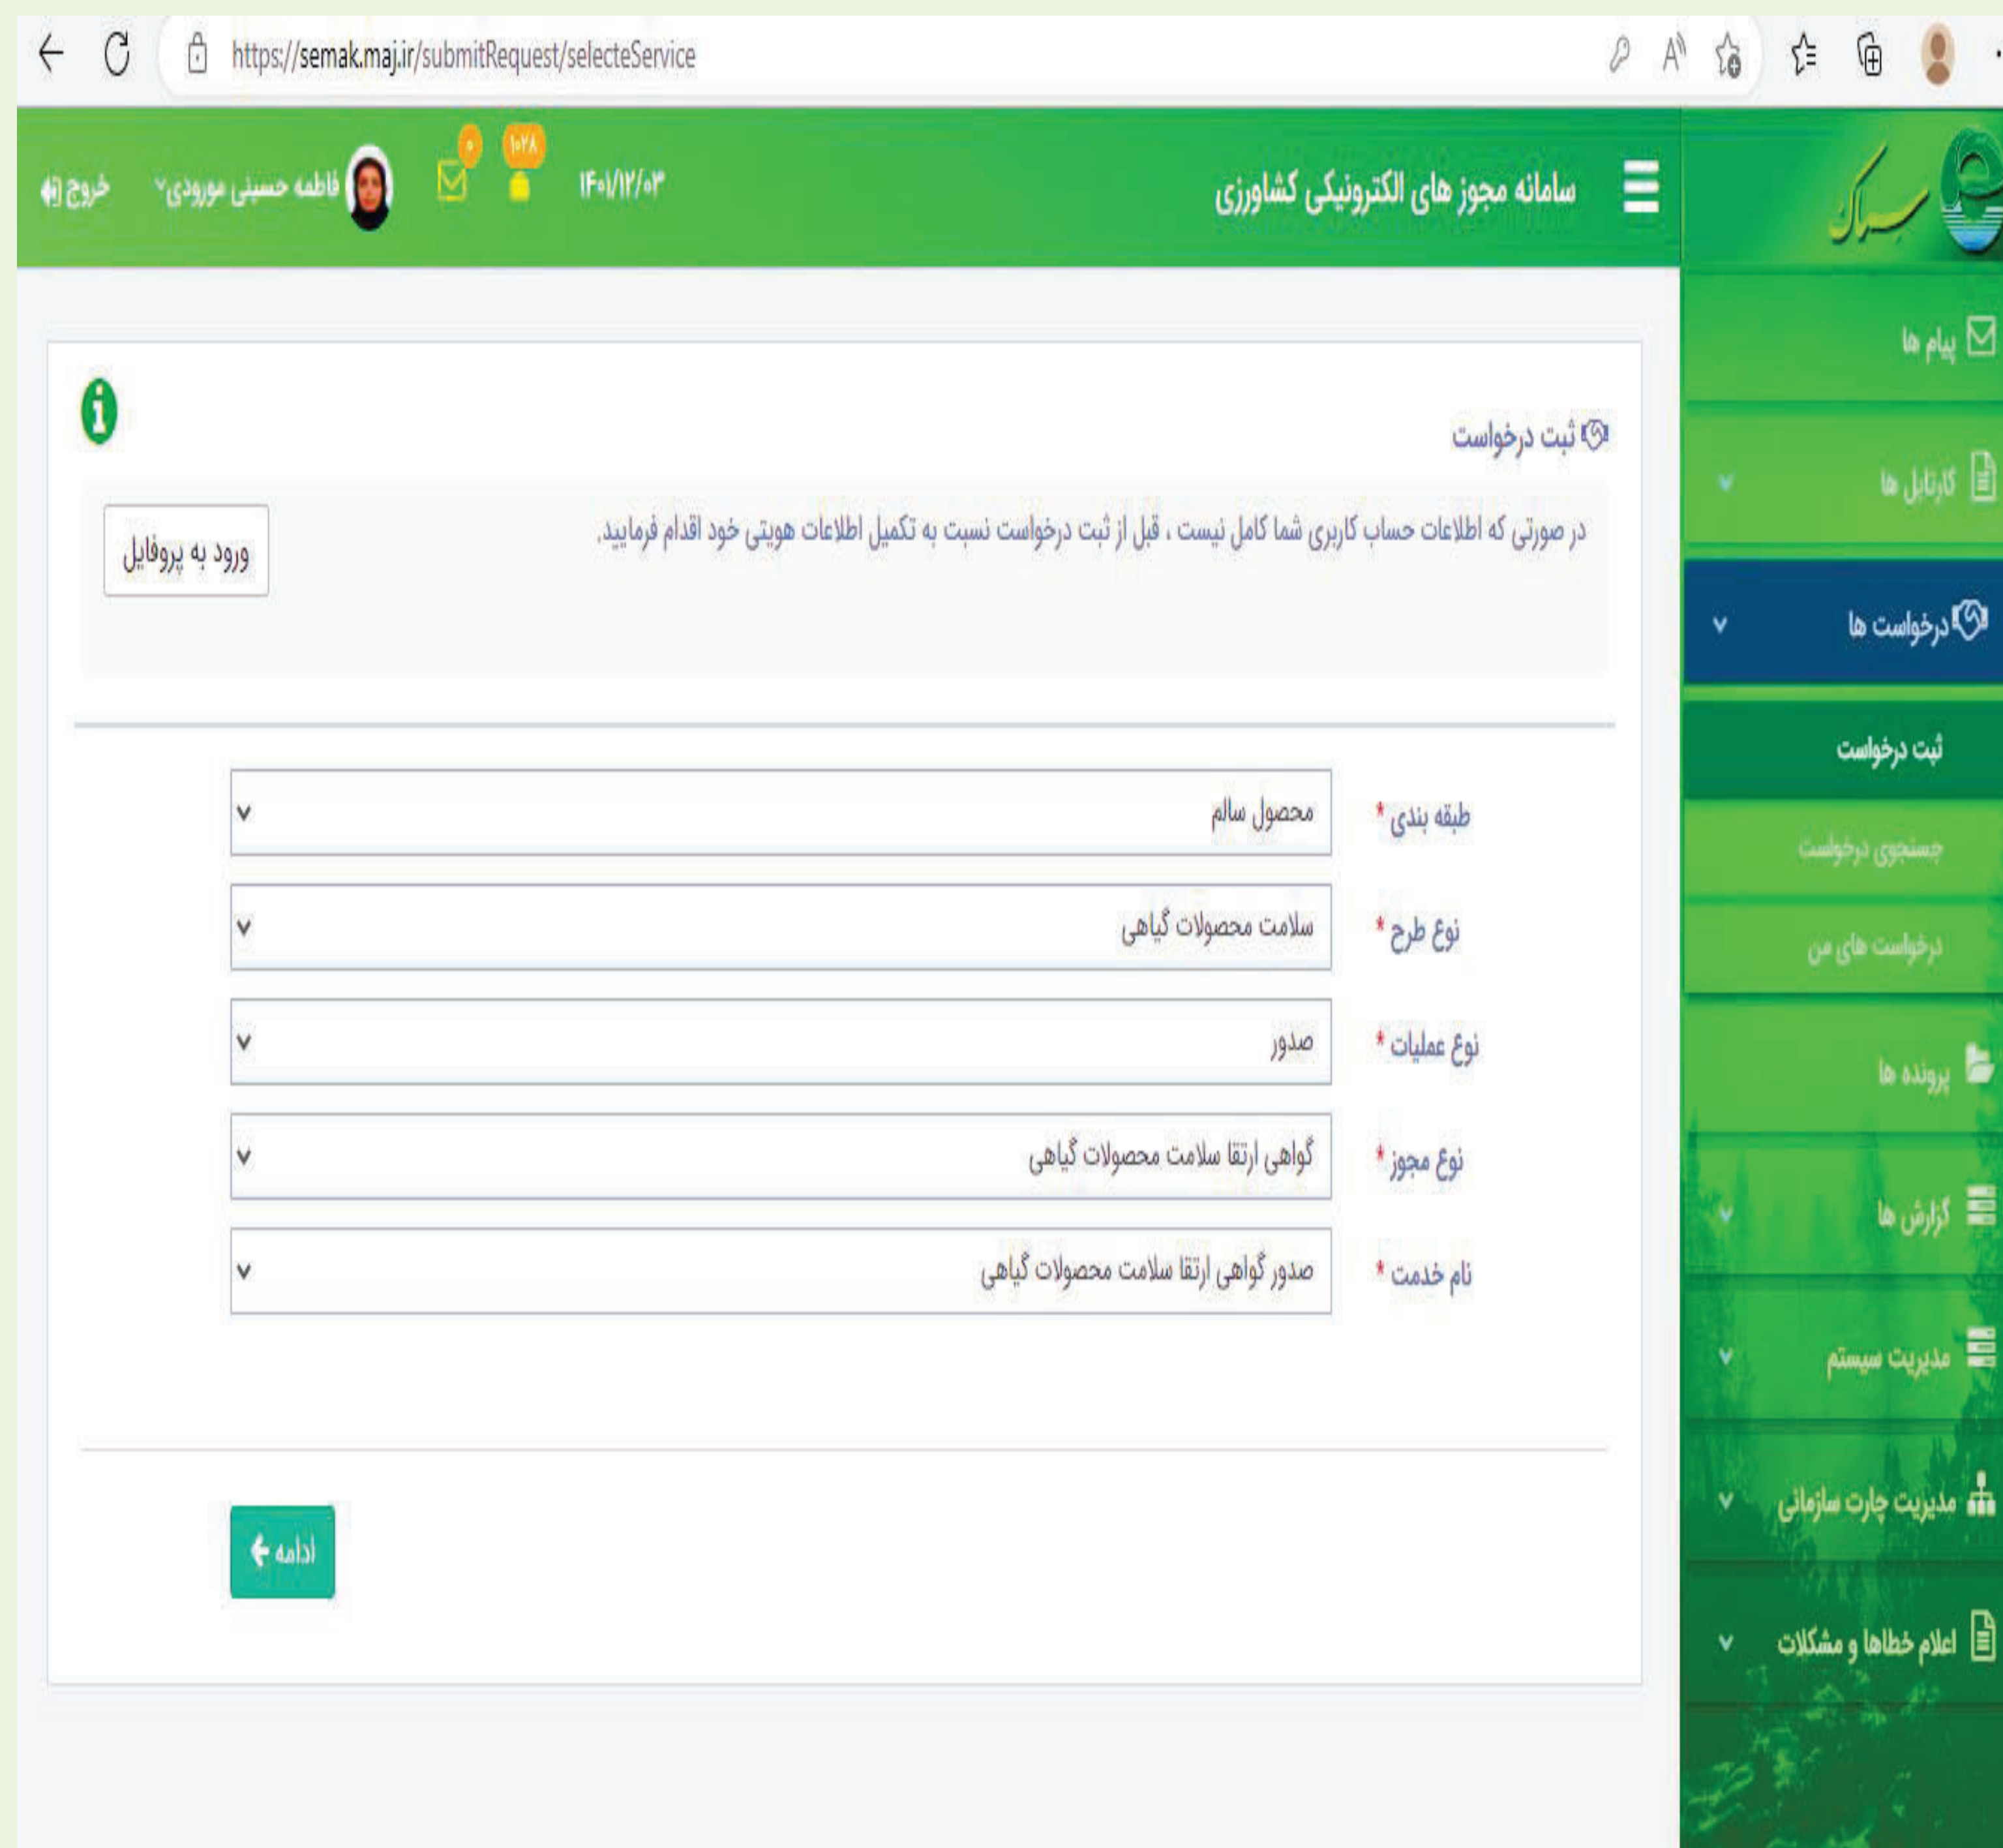 https://semak.maj.ir/submitRequest/selecteService
سماک
سامانه مجوز های الکترونیکی کشاورزی
۱۴۰۱/۱۲/۰۳
۱۰۲۸
۰
فاطمه حسینی مورودی
خروج
پیام ها
کارتابل ها
درخواست ها
ثبت درخواست
جستجوی درخواست
درخواست های من
پرونده ها
گزارش ها
مدیریت سیستم
مدیریت چارت سازمانی
اعلام خطاها و مشکلات
ثبت درخواست
در صورتی که اطلاعات حساب کاربری شما کامل نیست ، قبل از ثبت درخواست نسبت به تکمیل اطلاعات هویتی خود اقدام فرمایید.
ورود به پروفایل
طبقه بندی * محصول سالم
نوع طرح * سلامت محصولات گیاهی
نوع عملیات * صدور
نوع مجوز * گواهی ارتقا سلامت محصولات گیاهی
نام خدمت * صدور گواهی ارتقا سلامت محصولات گیاهی
ادامه